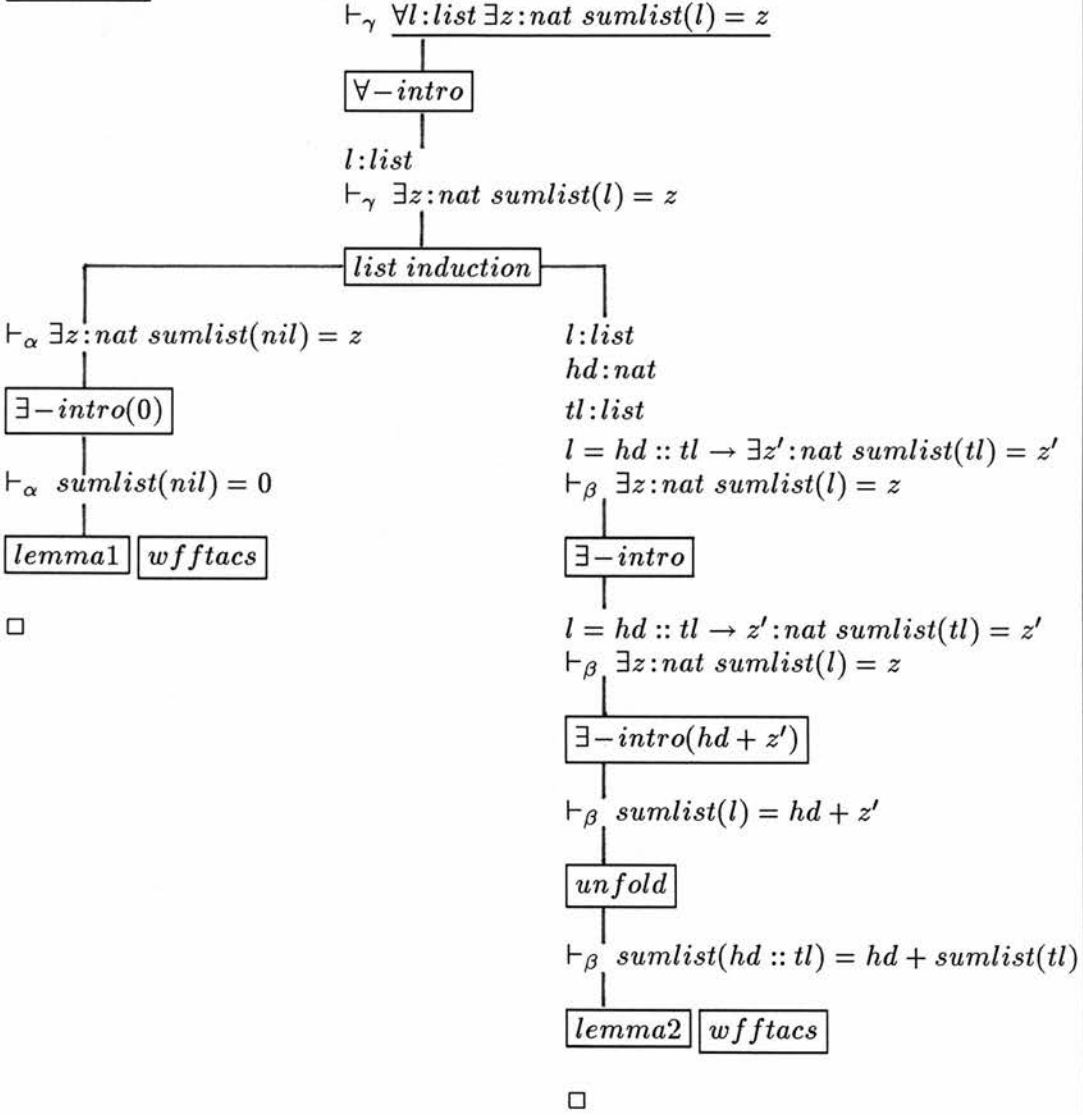 ⊢γ ∀l:list ∃z:nat sumlist(l) = z
∀−intro
l:list
⊢γ ∃z:nat sumlist(l) = z
list induction
⊢α ∃z:nat sumlist(nil) = z
∃−intro(0)
⊢α sumlist(nil) = 0
lemma1 wfftacs
□
l:list
hd:nat
tl:list
l = hd :: tl → ∃z′:nat sumlist(tl) = z′
⊢β ∃z:nat sumlist(l) = z
∃−intro
l = hd :: tl → z′:nat sumlist(tl) = z′
⊢β ∃z:nat sumlist(l) = z
∃−intro(hd + z′)
⊢β sumlist(l) = hd + z′
unfold
⊢β sumlist(hd :: tl) = hd + sumlist(tl)
lemma2 wfftacs
□